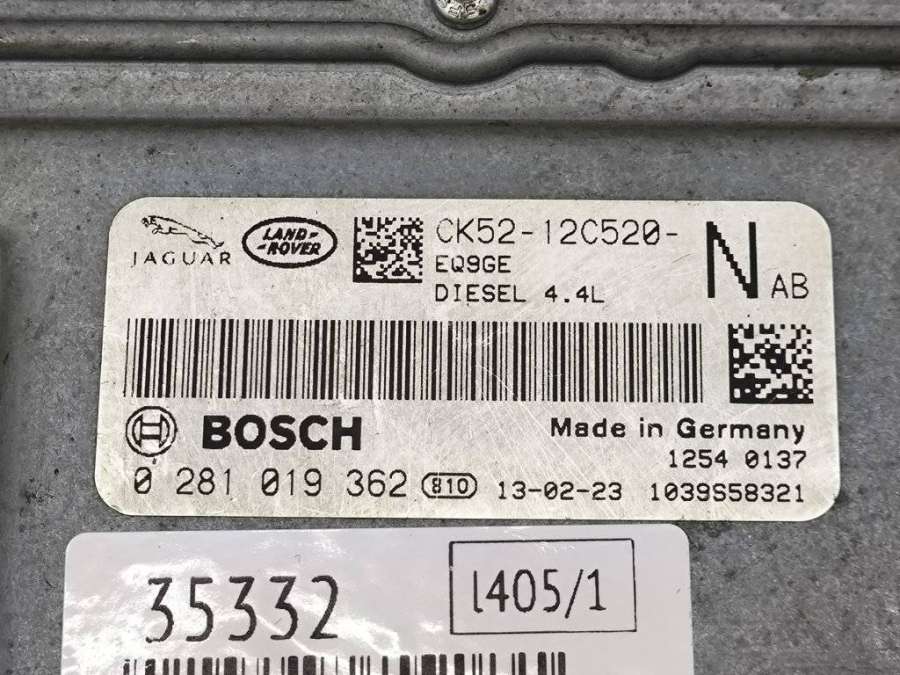 JAGUAR
LAND-
-ROVER
CK52-12C520-
N
AB
EQ9GE
DIESEL 4.4L
BOSCH
Made in Germany
1254 0137
0 281 019 362 810 13-02-23 1039S58321
35332
l405/1